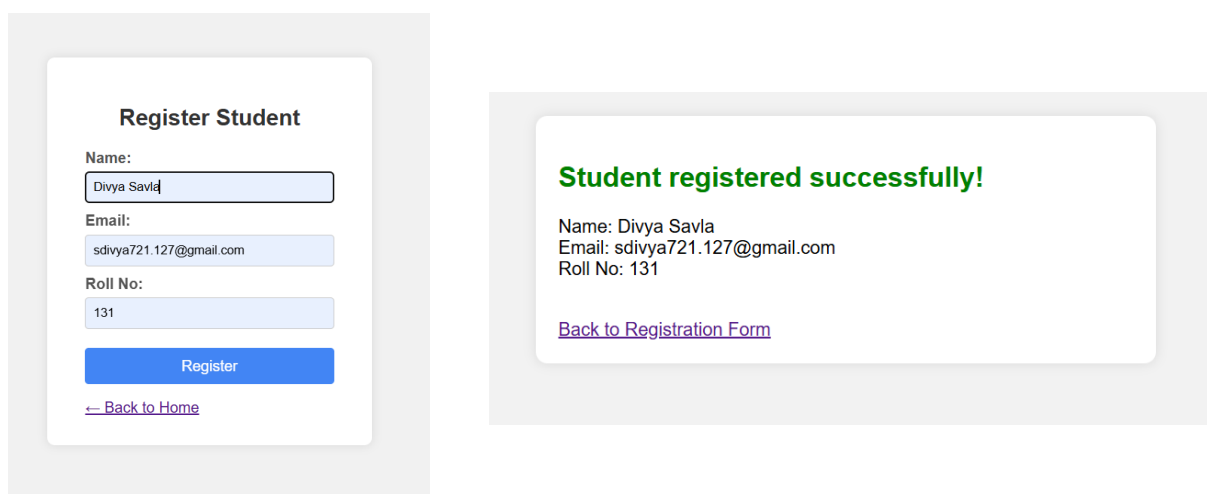 Register Student
Name:
Divya Savla
Email:
sdivya721.127@gmail.com
Roll No:
131
Register
← Back to Home
Student registered successfully!
Name: Divya Savla
Email: sdivya721.127@gmail.com
Roll No: 131
Back to Registration Form